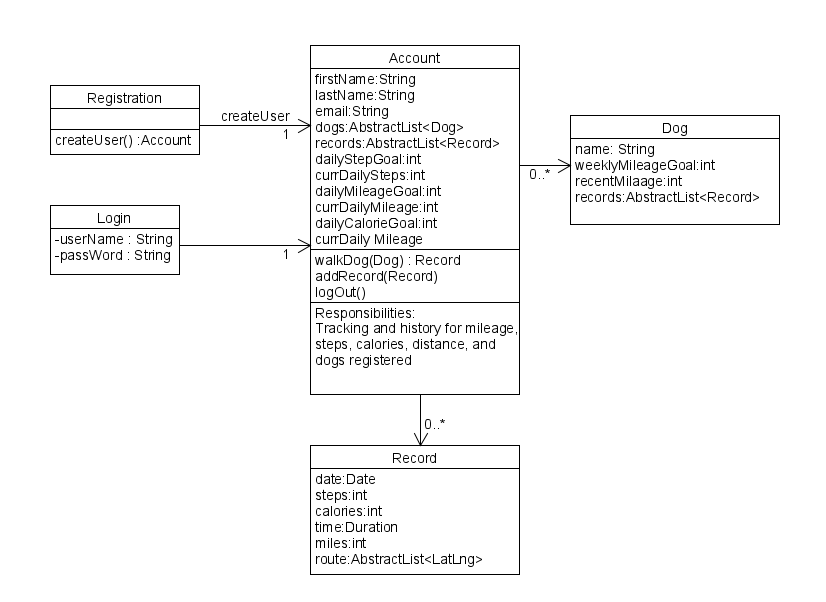 Account
firstName:String
lastName:String
email:String
dogs:AbstractList<Dog>
records:AbstractList<Record>
dailyStepGoal:int
currDailySteps:int
dailyMileageGoal:int
currDailyMileage:int
dailyCalorieGoal:int
currDaily Mileage
walkDog(Dog) : Record
addRecord(Record)
logOut()
Responsibilities:
Tracking and history for mileage,
steps, calories, distance, and
dogs registered
Registration
createUser() :Account
createUser
1
Login
-userName : String
-passWord : String
1
Dog
name: String
weeklyMileageGoal:int
recentMilaage:int
records:AbstractList<Record>
0..*
0..*
Record
date:Date
steps:int
calories:int
time:Duration
miles:int
route:AbstractList<LatLng>